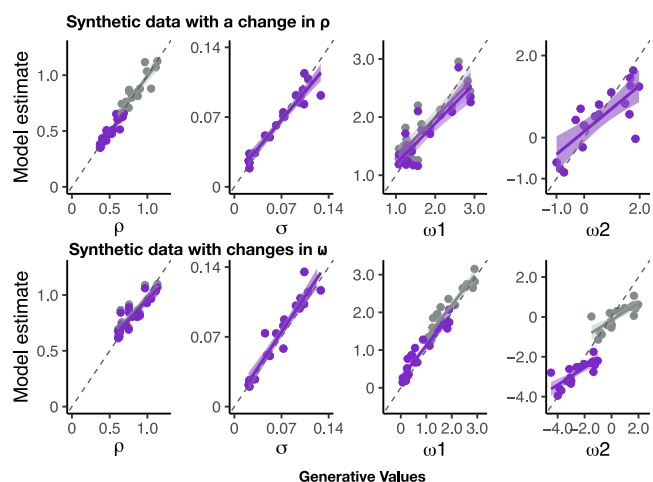 Synthetic data with a change in ρ
Model estimate
1.0
0.5
0
0 0.5 1.0
ρ
0.14
0.07
0
0 0.07 0.14
σ
3.0
2.0
1.0
1.0 2.0 3.0
ω1
2.0
1.0
0
-1.0
-1.0 0 1.0 2.0
ω2
Synthetic data with changes in ω
Model estimate
1.0
0.5
0
0 0.5 1.0
ρ
0.14
0.07
0
0 0.07 0.14
σ
3.0
2.0
1.0
0
0 1.0 2.0 3.0
ω1
2.0
0
-2.0
-4.0
-4.0 -2.0 0 2.0
ω2
Generative Values